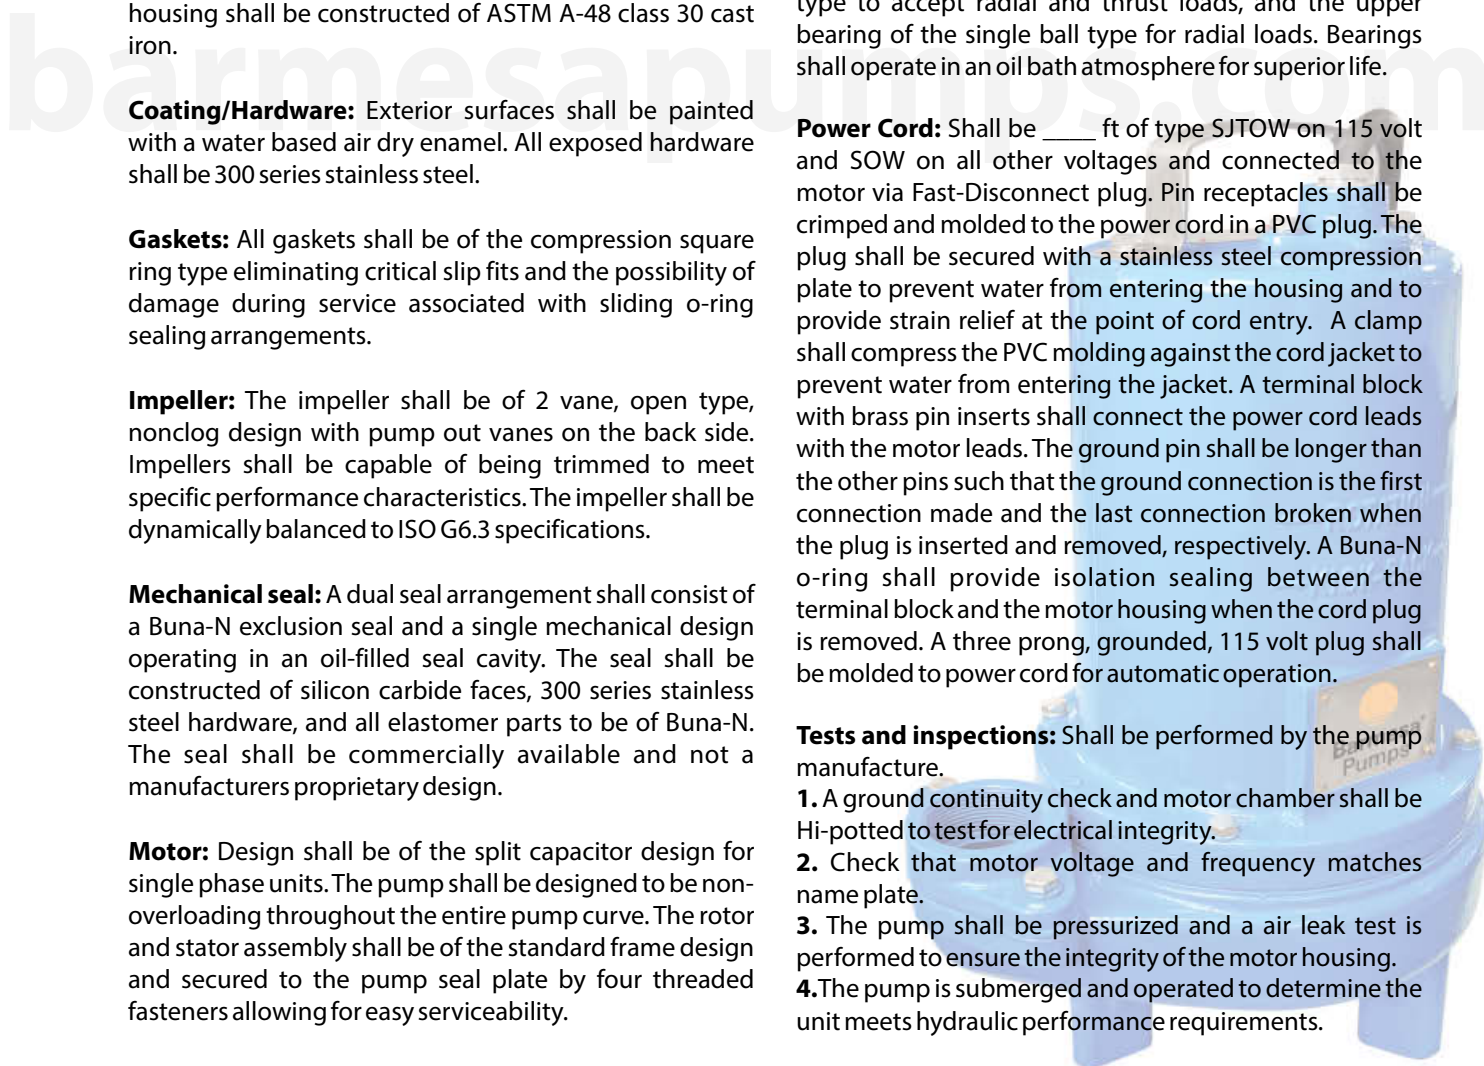 barmesapumps.com
housing shall be constructed of ASTM A-48 class 30 cast
iron.
Coating/Hardware: Exterior surfaces shall be painted
with a water based air dry enamel. All exposed hardware
shall be 300 series stainless steel.
Gaskets: All gaskets shall be of the compression square
ring type eliminating critical slip fits and the possibility of
damage during service associated with sliding o-ring
sealing arrangements.
Impeller: The impeller shall be of 2 vane, open type,
nonclog design with pump out vanes on the back side.
Impellers shall be capable of being trimmed to meet
specific performance characteristics. The impeller shall be
dynamically balanced to ISO G6.3 specifications.
Mechanical seal: A dual seal arrangement shall consist of
a Buna-N exclusion seal and a single mechanical design
operating in an oil-filled seal cavity. The seal shall be
constructed of silicon carbide faces, 300 series stainless
steel hardware, and all elastomer parts to be of Buna-N.
The seal shall be commercially available and not a
manufacturers proprietary design.
Motor: Design shall be of the split capacitor design for
single phase units. The pump shall be designed to be non-
overloading throughout the entire pump curve. The rotor
and stator assembly shall be of the standard frame design
and secured to the pump seal plate by four threaded
fasteners allowing for easy serviceability.
type to accept radial and thrust loads, and the upper
bearing of the single ball type for radial loads. Bearings
shall operate in an oil bath atmosphere for superior life.
Power Cord: Shall be ____ ft of type SJTOW on 115 volt
and SOW on all other voltages and connected to the
motor via Fast-Disconnect plug. Pin receptacles shall be
crimped and molded to the power cord in a PVC plug. The
plug shall be secured with a stainless steel compression
plate to prevent water from entering the housing and to
provide strain relief at the point of cord entry. A clamp
shall compress the PVC molding against the cord jacket to
prevent water from entering the jacket. A terminal block
with brass pin inserts shall connect the power cord leads
with the motor leads. The ground pin shall be longer than
the other pins such that the ground connection is the first
connection made and the last connection broken when
the plug is inserted and removed, respectively. A Buna-N
o-ring shall provide isolation sealing between the
terminal block and the motor housing when the cord plug
is removed. A three prong, grounded, 115 volt plug shall
be molded to power cord for automatic operation.
Tests and inspections: Shall be performed by the pump
manufacture.
1. A ground continuity check and motor chamber shall be
Hi-potted to test for electrical integrity.
2. Check that motor voltage and frequency matches
name plate.
3. The pump shall be pressurized and a air leak test is
performed to ensure the integrity of the motor housing.
4.The pump is submerged and operated to determine the
unit meets hydraulic performance requirements.
ROTATION
Barmesa
Pumps